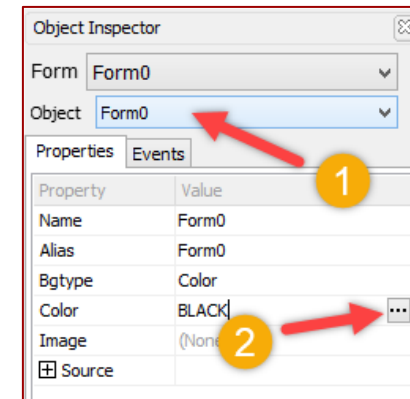 Object Inspector
Form Form0
Object Form0
Properties Events
1
Property Value
Name Form0
Alias Form0
Bgtype Color
Color BLACK ...
Image (None
2
Source